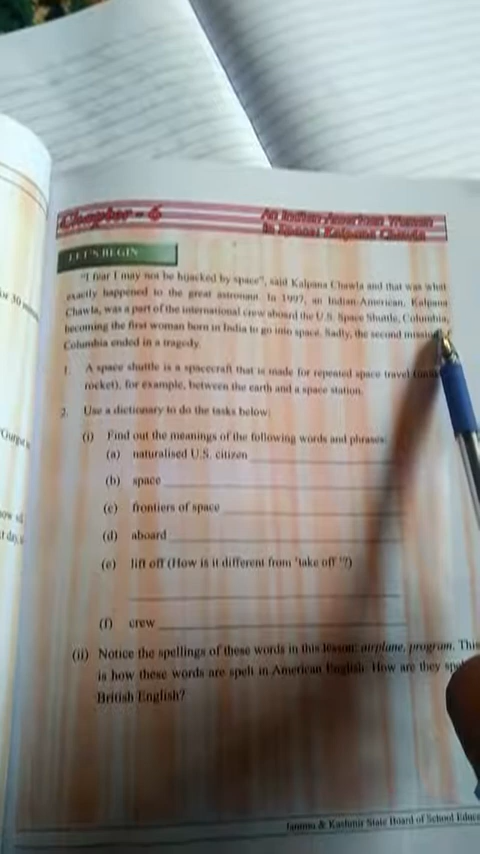 Chapter - 6
An Indian-American Woman
in Space: Kalpana Chawla
LET'S BEGIN
"I fear I may not be hijacked by space", said Kalpana Chawla and that was what
exactly happened to the great astronaut. In 1997, an Indian-American, Kalpana
Chawla, was a part of the international crew aboard the U.S. Space Shuttle, Columbia,
becoming the first woman born in India to go into space. Sadly, the second mission
Columbia ended in a tragedy.
1. A space shuttle is a spacecraft that is made for repeated space travel
rocket), for example, between the earth and a space station.
2. Use a dictionary to do the tasks below:
(i) Find out the meanings of the following words and phrases:
(a) naturalised U.S. citizen
(b) space
(c) frontiers of space
(d) aboard
(e) lift off (How is it different from 'take off'?)
(f) crew
(ii) Notice the spellings of these words in this lesson: airplane, program. This
is how these words are spelt in American English. How are they
British English?
Jammu & Kashmir State Board of School